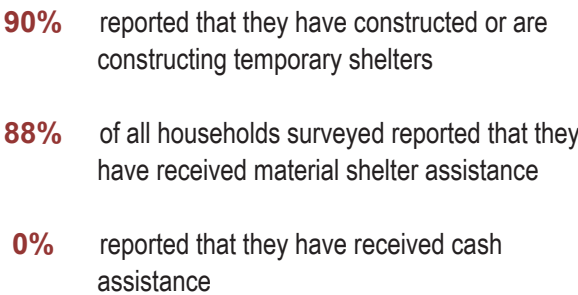 90% reported that they have constructed or are
constructing temporary shelters
88% of all households surveyed reported that they
have received material shelter assistance
0% reported that they have received cash
assistance